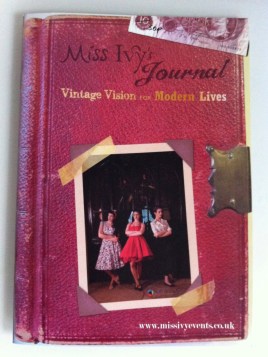 Miss Ivy's
Journal
Vintage Vision for Modern Lives
www.missivyevents.co.uk